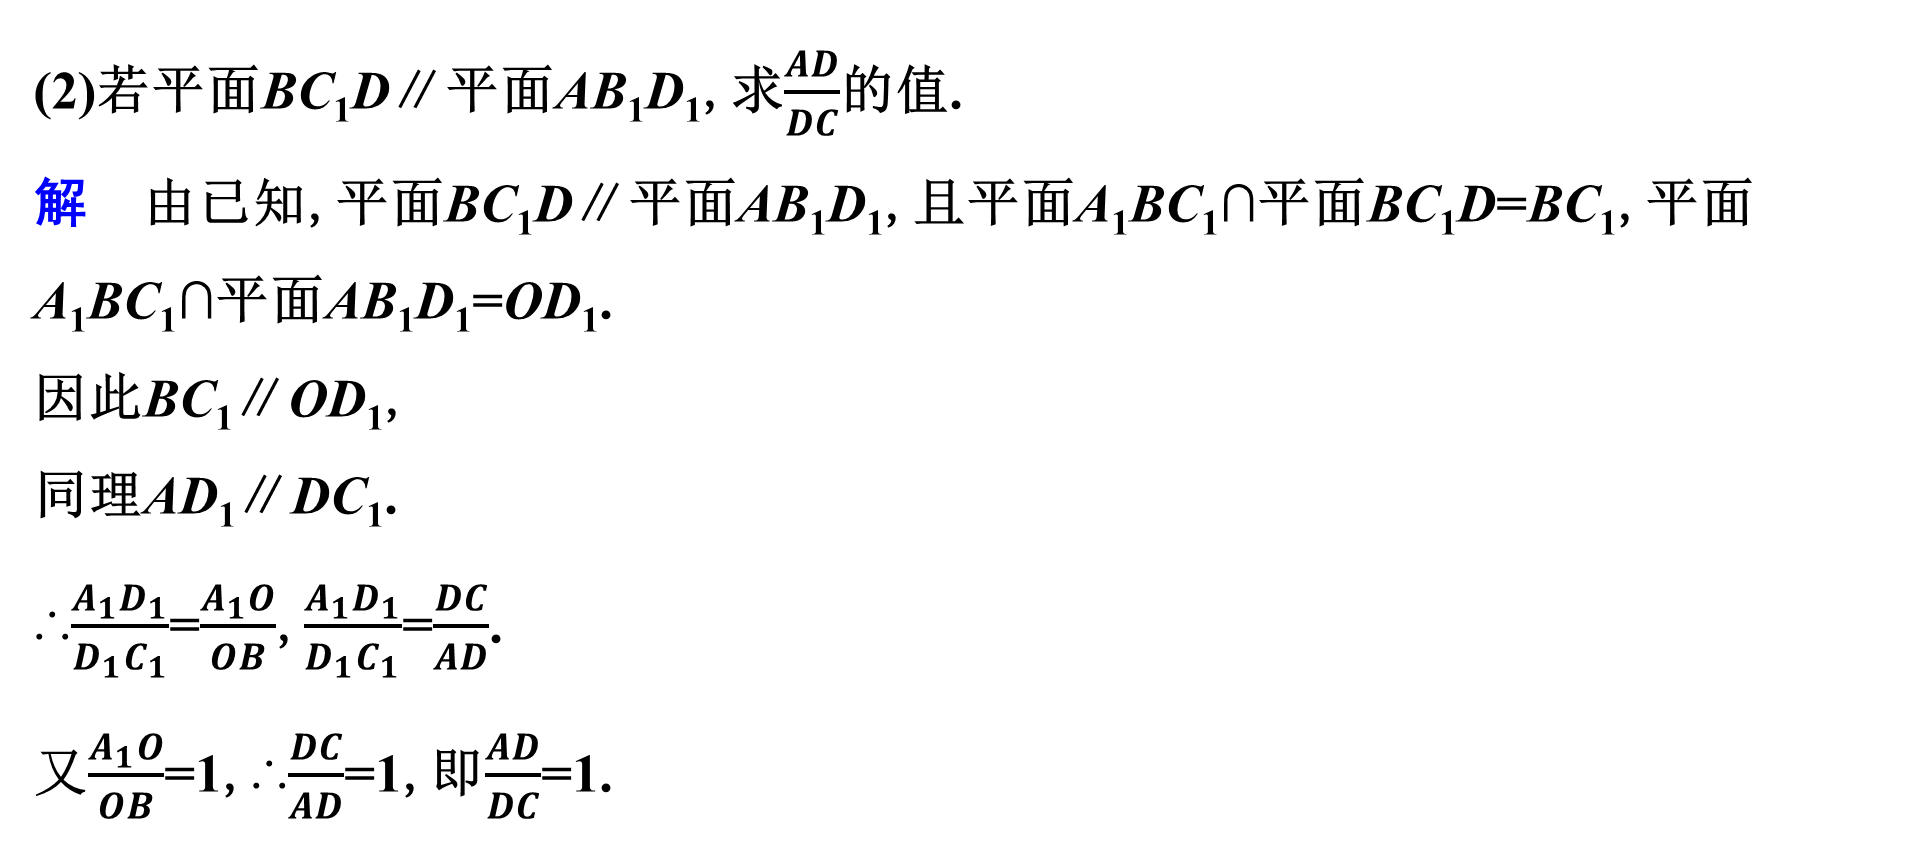 (2)若平面BC₁D∥平面AB₁D₁, 求AD/DC的值.
解 由已知, 平面BC₁D∥平面AB₁D₁, 且平面A₁BC₁∩平面BC₁D=BC₁, 平面
A₁BC₁∩平面AB₁D₁=OD₁.
因此BC₁∥OD₁,
同理AD₁∥DC₁.
∴A₁D₁/D₁C₁=A₁O/OB, A₁D₁/D₁C₁=DC/AD.
又A₁O/OB=1, ∴DC/AD=1, 即AD/DC=1.